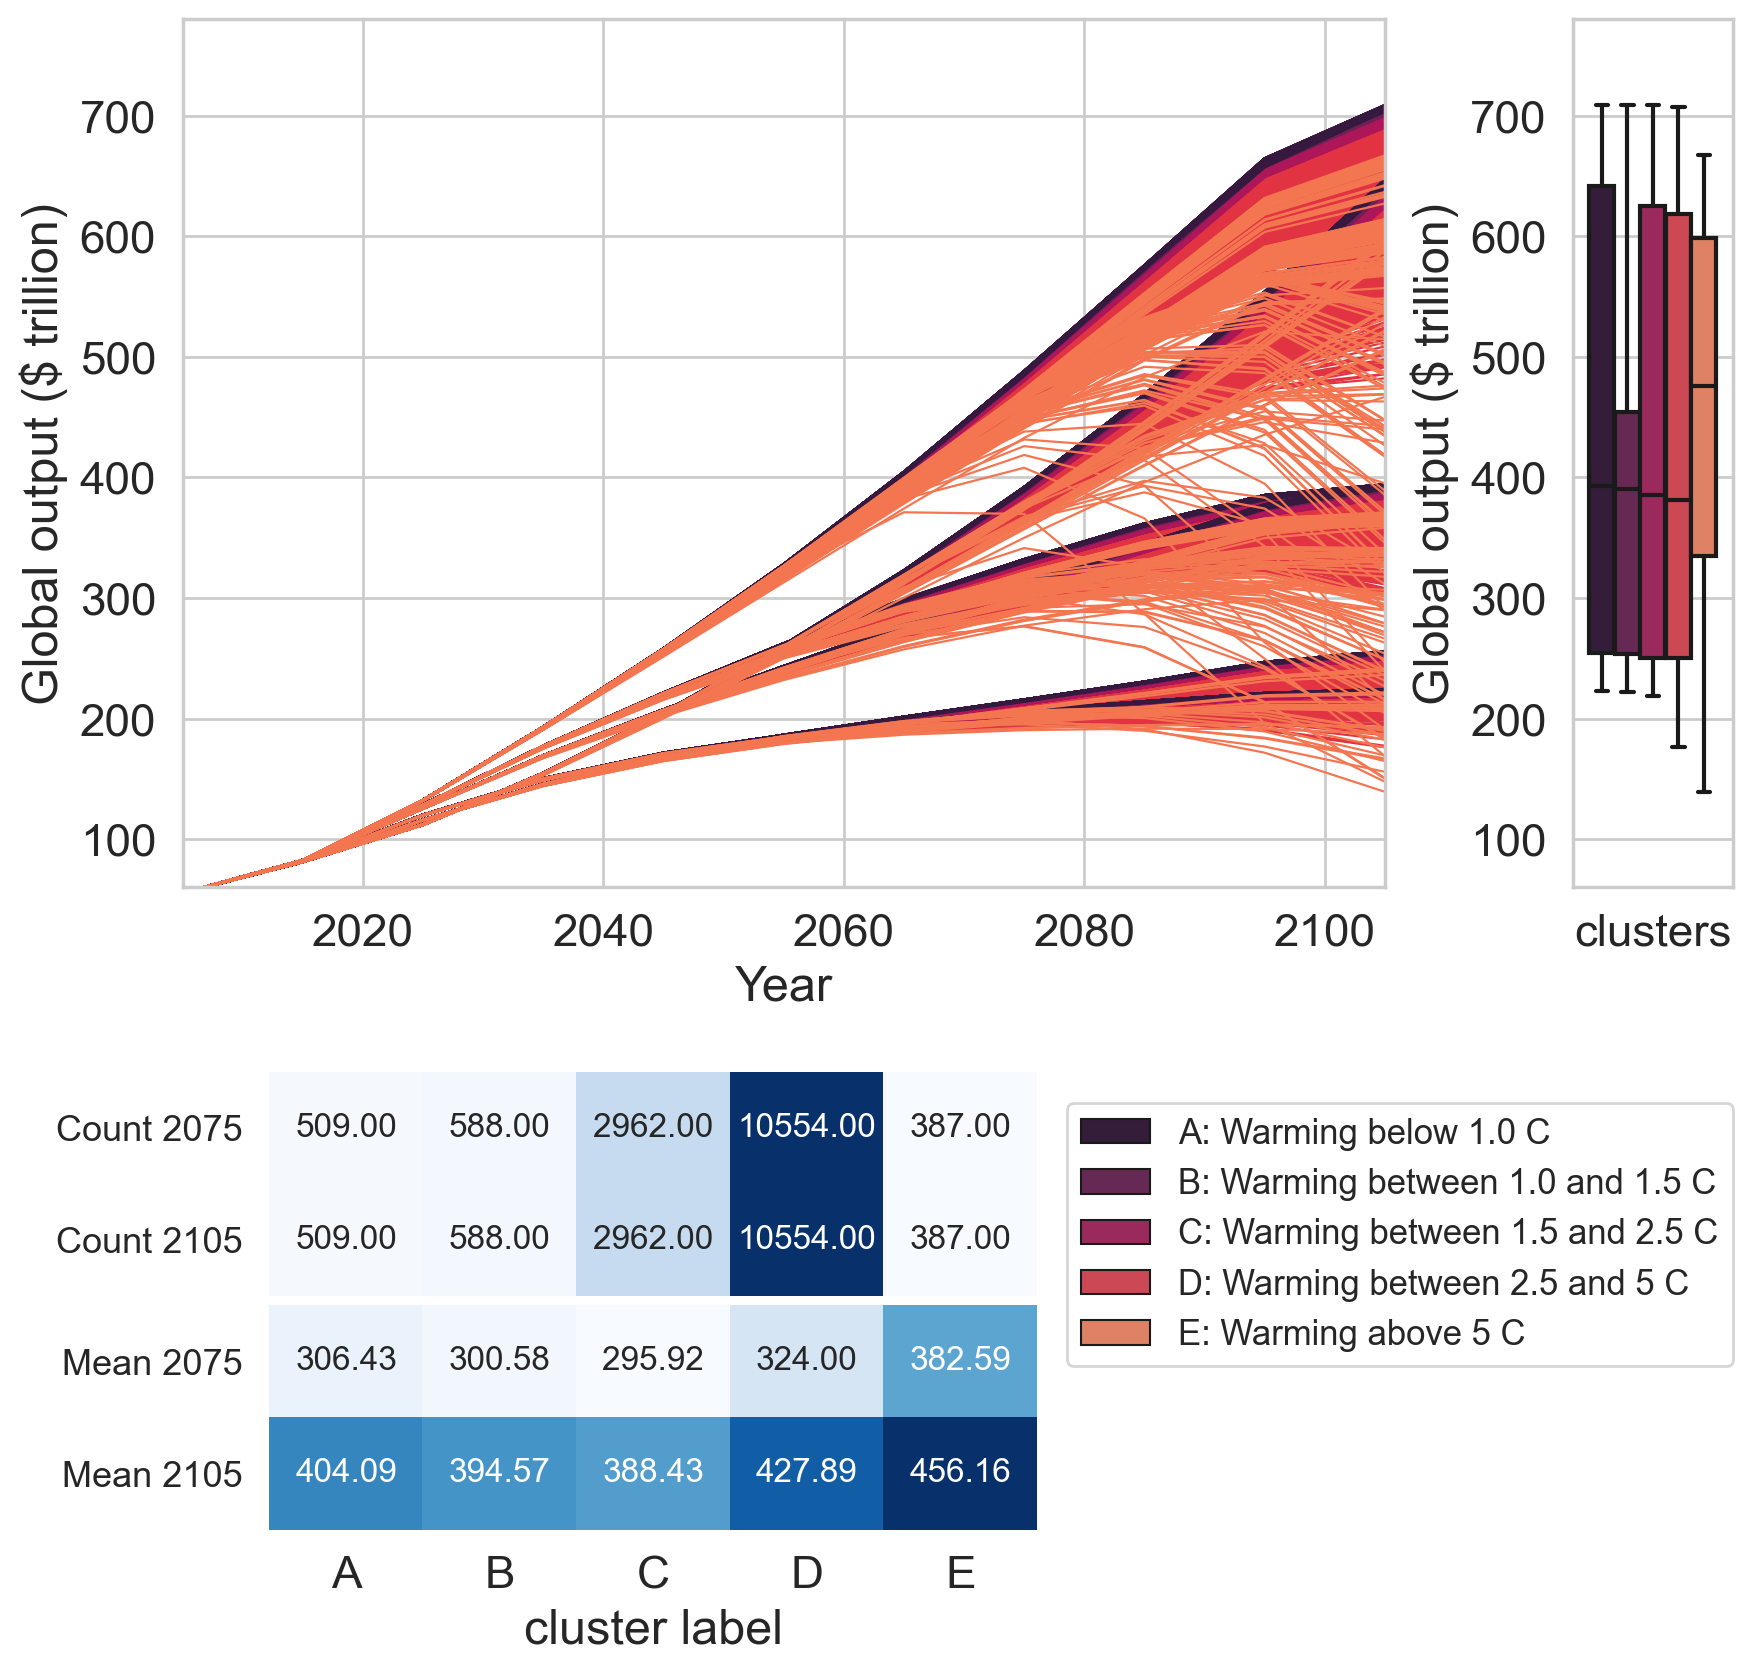 700
600
500
400
300
200
100
Global output ($ trillion)
2020 2040 2060 2080 2100
Year
700
600
500
400
300
200
100
Global output ($ trillion)
clusters
Count 2075 509.00 588.00 2962.00 10554.00 387.00
Count 2105 509.00 588.00 2962.00 10554.00 387.00
Mean 2075 306.43 300.58 295.92 324.00 382.59
Mean 2105 404.09 394.57 388.43 427.89 456.16
A B C D E
cluster label
A: Warming below 1.0 C
B: Warming between 1.0 and 1.5 C
C: Warming between 1.5 and 2.5 C
D: Warming between 2.5 and 5 C
E: Warming above 5 C